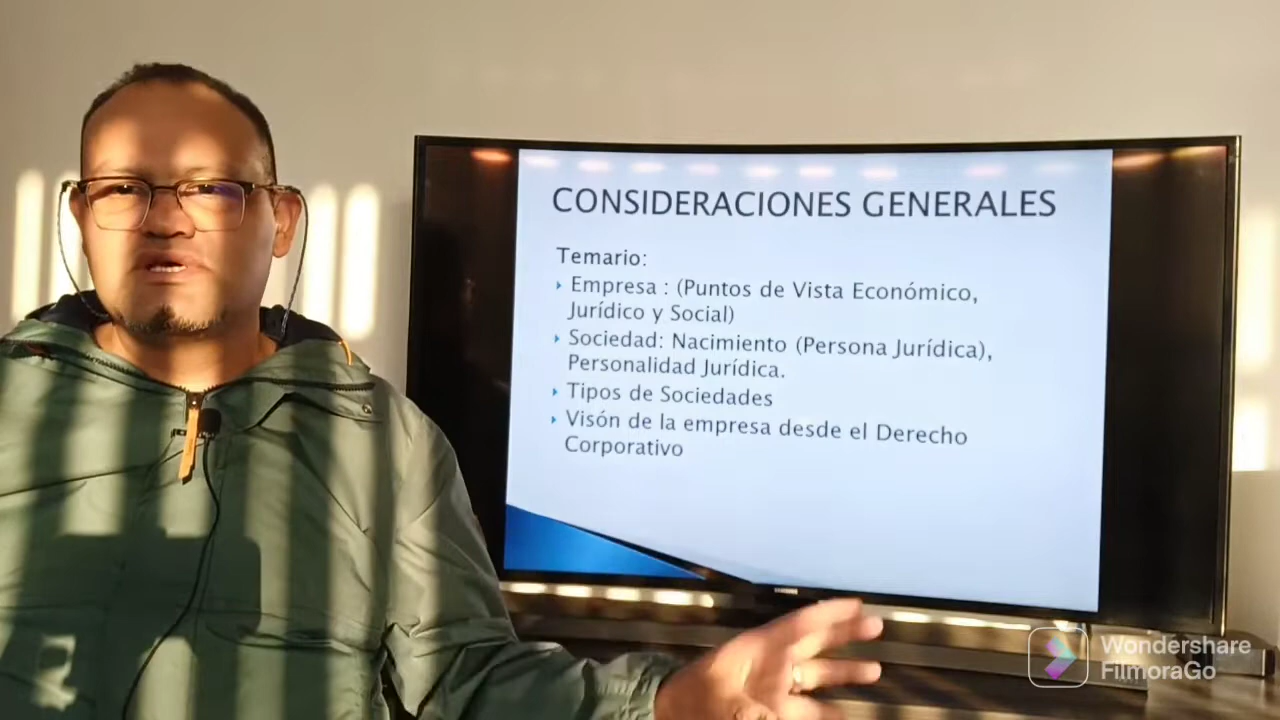 CONSIDERACIONES GENERALES
Temario:
Empresa : (Puntos de Vista Económico,
Jurídico y Social)
Sociedad: Nacimiento (Persona Jurídica),
Personalidad Jurídica.
Tipos de Sociedades
Visón de la empresa desde el Derecho
Corporativo
SAMSUNG
Wondershare
FilmoraGo